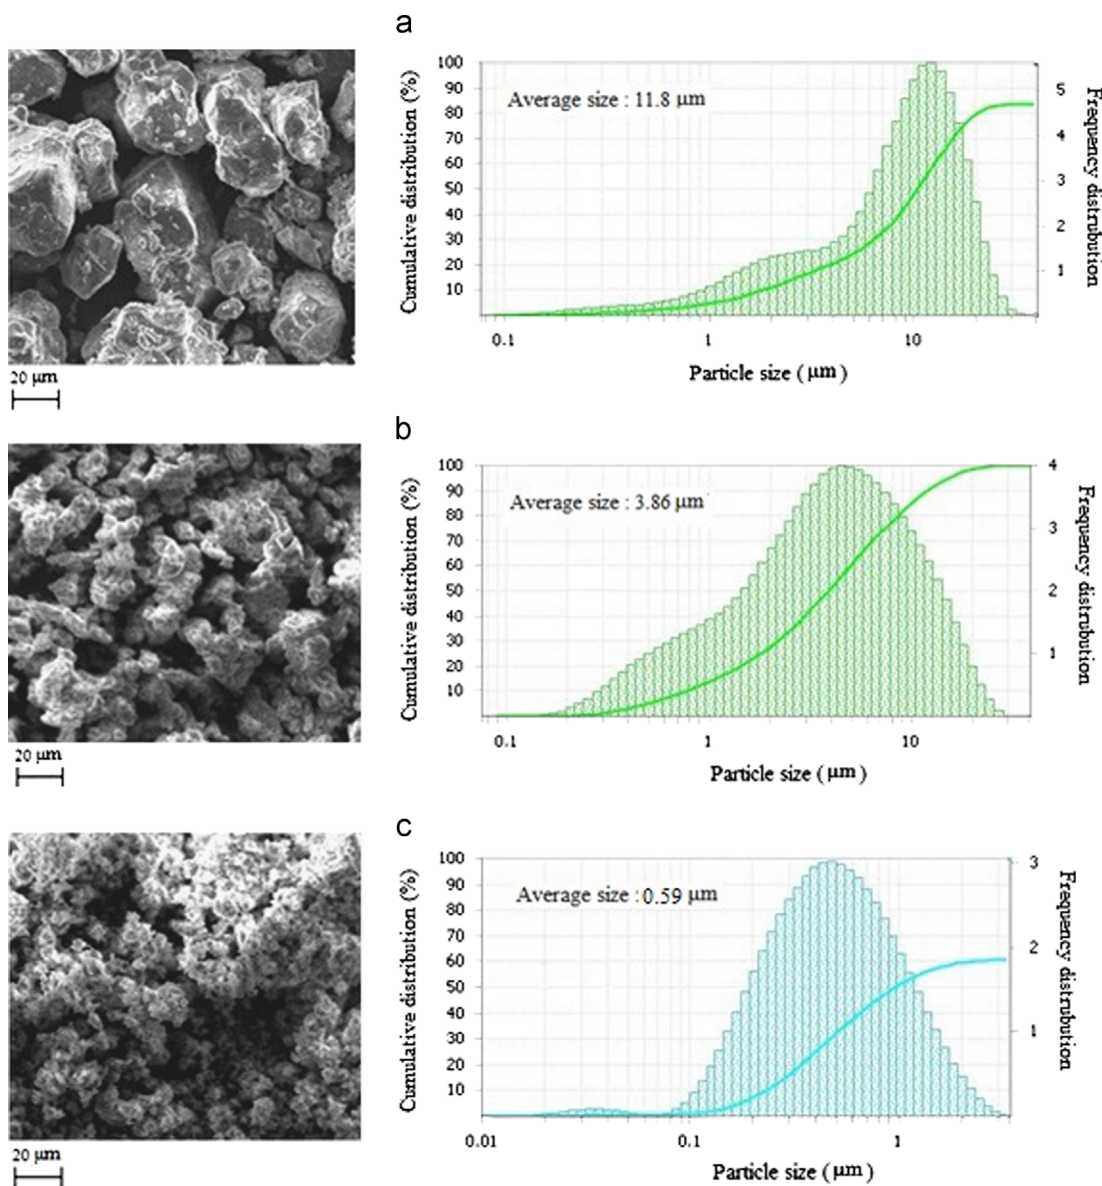 a
Cumulative distribution (%)
100
90
80
70
60
50
40
30
20
10
Average size : 11.8 μm
5
4
3
2
1
Frequency distrubution
0.1 1 10
Particle size ( μm )
20 μm
b
Cumulative distribution (%)
100
90
80
70
60
50
40
30
20
10
Average size : 3.86 μm
4
3
2
1
Frequency distrubution
0.1 1 10
Particle size ( μm )
20 μm
c
Cumulative distribution (%)
100
90
80
70
60
50
40
30
20
10
Average size : 0.59 μm
3
2
1
Frequency distrubution
0.01 0.1 1
Particle size ( μm )
20 μm